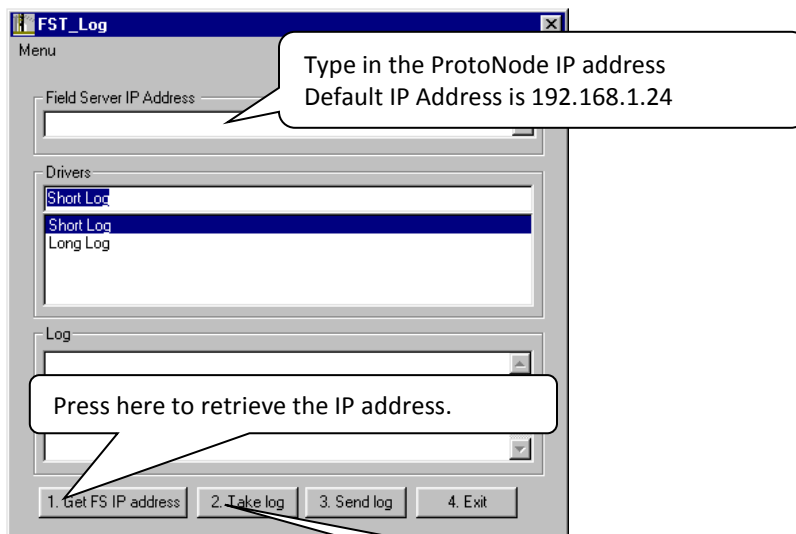 FST_Log
Menu
Type in the ProtoNode IP address
Default IP Address is 192.168.1.24
Field Server IP Address
Drivers
Short Log
Short Log
Long Log
Log
Press here to retrieve the IP address.
1. Get FS IP address
2. Take log
3. Send log
4. Exit